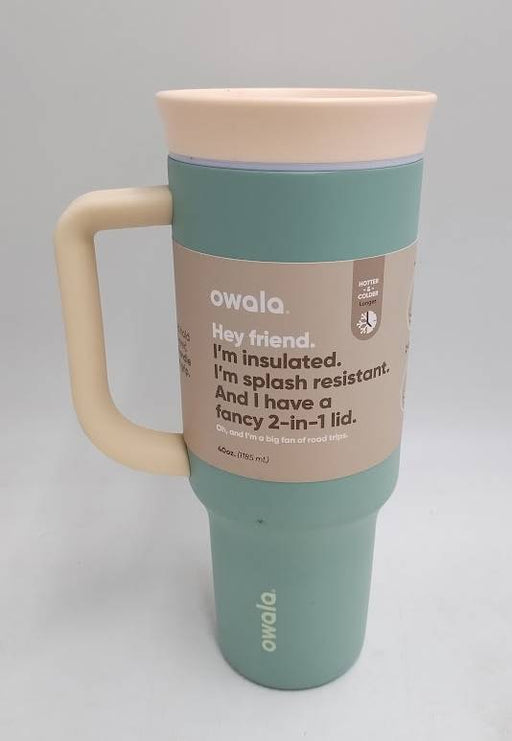 owala
HOTTER
- & -
COLDER
Longer
Hey friend.
I'm insulated.
I'm splash resistant.
And I have a
fancy 2-in-1 lid.
Oh, and I'm a big fan of road trips.
40oz. (1185 mL)
owala